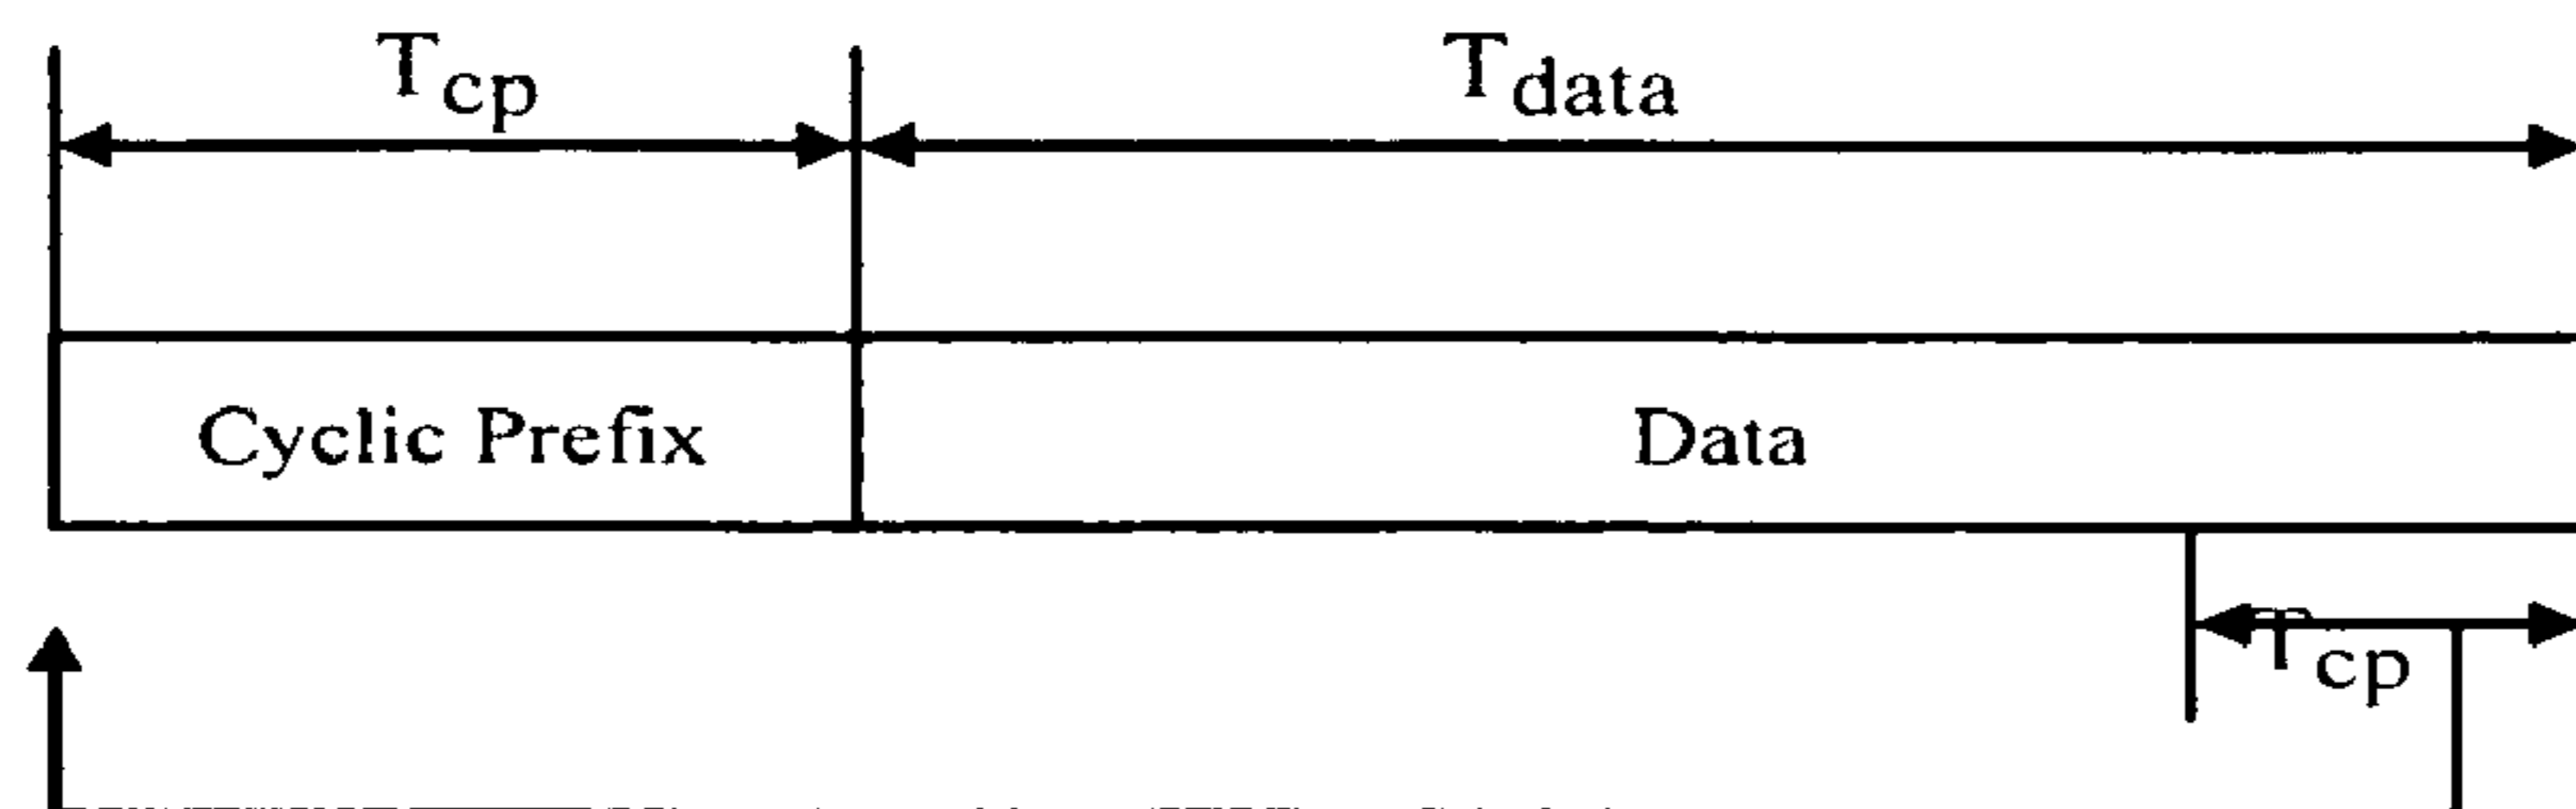 Tcp
Tdata
Cyclic Prefix
Data
Tcp